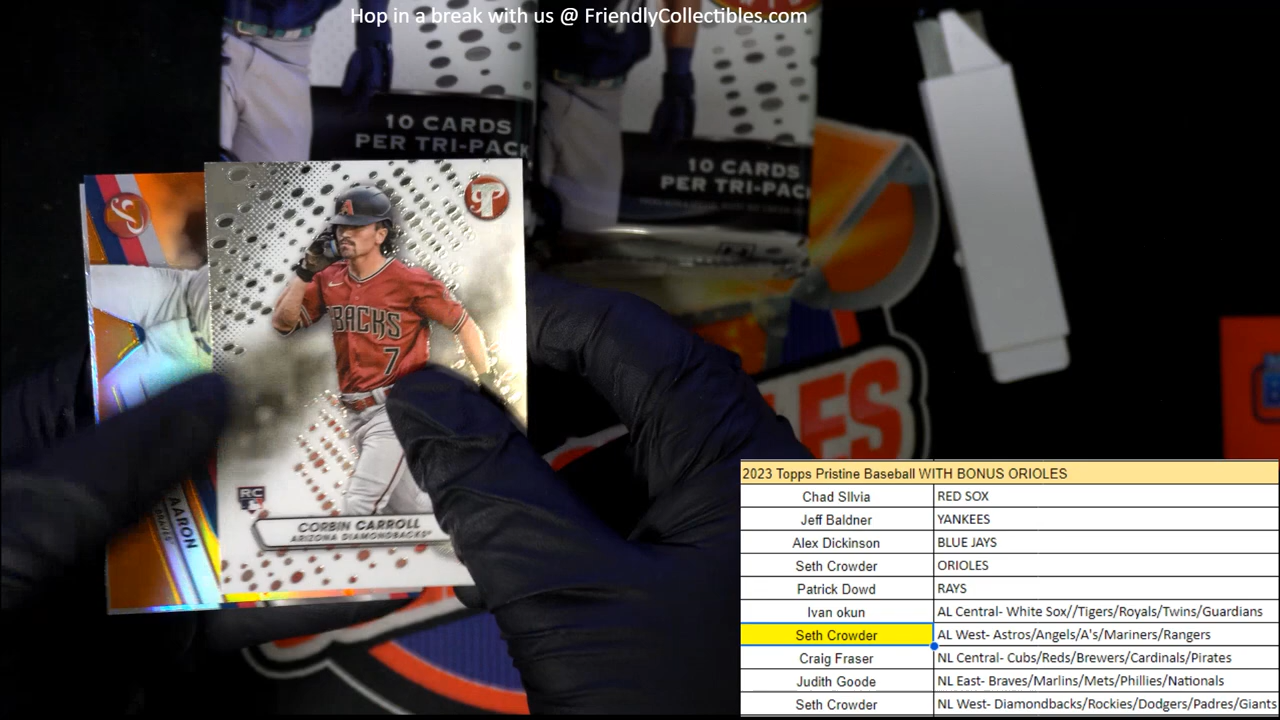 Hop in a break with us @ FriendlyCollectibles.com
10 CARDS
PER TRI-PACK
10 CARDS
PER TRI-PACK
A
BACKS
7
RC
CORBIN CARROLL
ARIZONA DIAMONDBACKS
AARON
LES
2023 Topps Pristine Baseball WITH BONUS ORIOLES
Chad SIlvia RED SOX
Jeff Baldner YANKEES
Alex Dickinson BLUE JAYS
Seth Crowder ORIOLES
Patrick Dowd RAYS
Ivan okun AL Central- White Sox//Tigers/Royals/Twins/Guardians
Seth Crowder AL West- Astros/Angels/A's/Mariners/Rangers
Craig Fraser NL Central- Cubs/Reds/Brewers/Cardinals/Pirates
Judith Goode NL East- Braves/Marlins/Mets/Phillies/Nationals
Seth Crowder NL West- Diamondbacks/Rockies/Dodgers/Padres/Giants